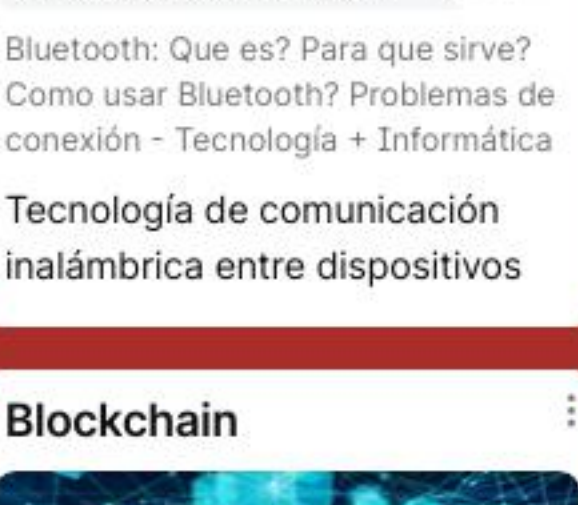 Bluetooth: Que es? Para que sirve?
Como usar Bluetooth? Problemas de
conexión - Tecnología + Informática
Tecnología de comunicación
inalámbrica entre dispositivos
Blockchain